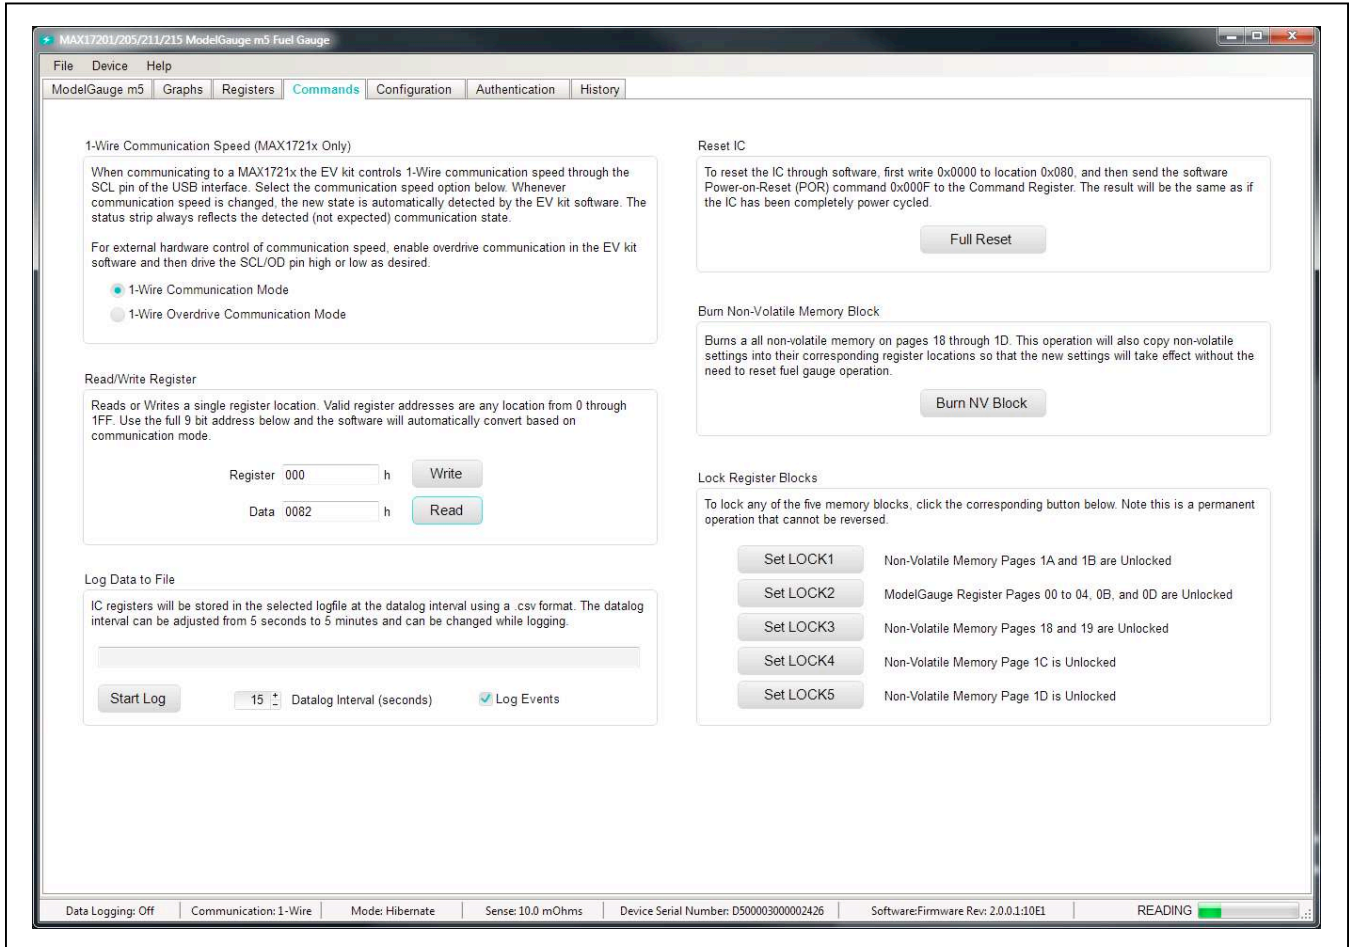 MAX17201/205/211/215 ModelGauge m5 Fuel Gauge
File Device Help
ModelGauge m5 Graphs Registers Commands Configuration Authentication History
1-Wire Communication Speed (MAX1721x Only)
When communicating to a MAX1721x the EV kit controls 1-Wire communication speed through the
SCL pin of the USB interface. Select the communication speed option below. Whenever
communication speed is changed, the new state is automatically detected by the EV kit software. The
status strip always reflects the detected (not expected) communication state.
For external hardware control of communication speed, enable overdrive communication in the EV kit
software and then drive the SCL/OD pin high or low as desired.
1-Wire Communication Mode
1-Wire Overdrive Communication Mode
Read/Write Register
Reads or Writes a single register location. Valid register addresses are any location from 0 through
1FF. Use the full 9 bit address below and the software will automatically convert based on
communication mode.
Register 000 h Write
Data 0082 h Read
Log Data to File
IC registers will be stored in the selected logfile at the datalog interval using a .csv format. The datalog
interval can be adjusted from 5 seconds to 5 minutes and can be changed while logging.
Start Log 15 Datalog Interval (seconds) Log Events
Reset IC
To reset the IC through software, first write 0x0000 to location 0x080, and then send the software
Power-on-Reset (POR) command 0x000F to the Command Register. The result will be the same as if
the IC has been completely power cycled.
Full Reset
Burn Non-Volatile Memory Block
Burns a all non-volatile memory on pages 18 through 1D. This operation will also copy non-volatile
settings into their corresponding register locations so that the new settings will take effect without the
need to reset fuel gauge operation.
Burn NV Block
Lock Register Blocks
To lock any of the five memory blocks, click the corresponding button below. Note this is a permanent
operation that cannot be reversed.
Set LOCK1 Non-Volatile Memory Pages 1A and 1B are Unlocked
Set LOCK2 ModelGauge Register Pages 00 to 04, 0B, and 0D are Unlocked
Set LOCK3 Non-Volatile Memory Pages 18 and 19 are Unlocked
Set LOCK4 Non-Volatile Memory Page 1C is Unlocked
Set LOCK5 Non-Volatile Memory Page 1D is Unlocked
Data Logging: Off Communication: 1-Wire Mode: Hibernate Sense: 10.0 mOhms Device Serial Number: D500003000002426 Software:Firmware Rev: 2.0.0.1:10E1 READING